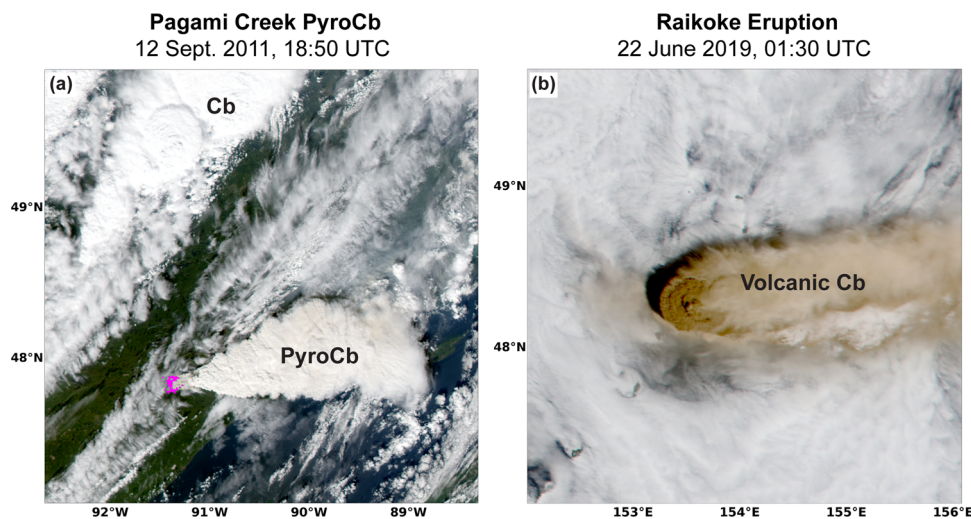 Pagami Creek PyroCb
12 Sept. 2011, 18:50 UTC
(a)
Cb
PyroCb
49°N
48°N
92°W 91°W 90°W 89°W
Raikoke Eruption
22 June 2019, 01:30 UTC
(b)
Volcanic Cb
49°N
48°N
153°E 154°E 155°E 156°E